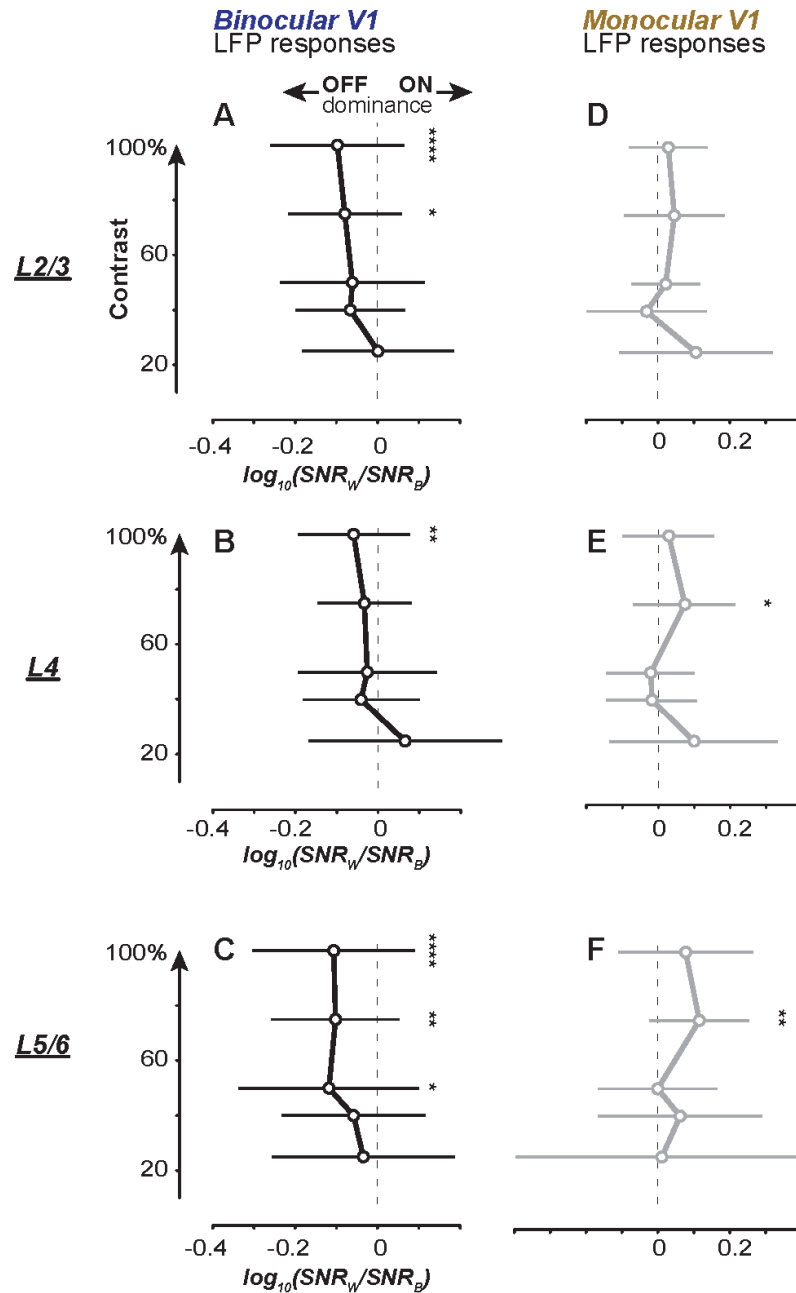 Binocular V1
LFP responses
Monocular V1
LFP responses
OFF ON
dominance
A
D
L2/3
Contrast
100%
60
20
****
*
-0.4 -0.2 0
log10(SNRW/SNRB)
0 0.2
B
E
L4
100%
60
20
**
*
-0.4 -0.2 0
log10(SNRW/SNRB)
0 0.2
C
F
L5/6
100%
60
20
****
**
*
**
-0.4 -0.2 0
log10(SNRW/SNRB)
0 0.2